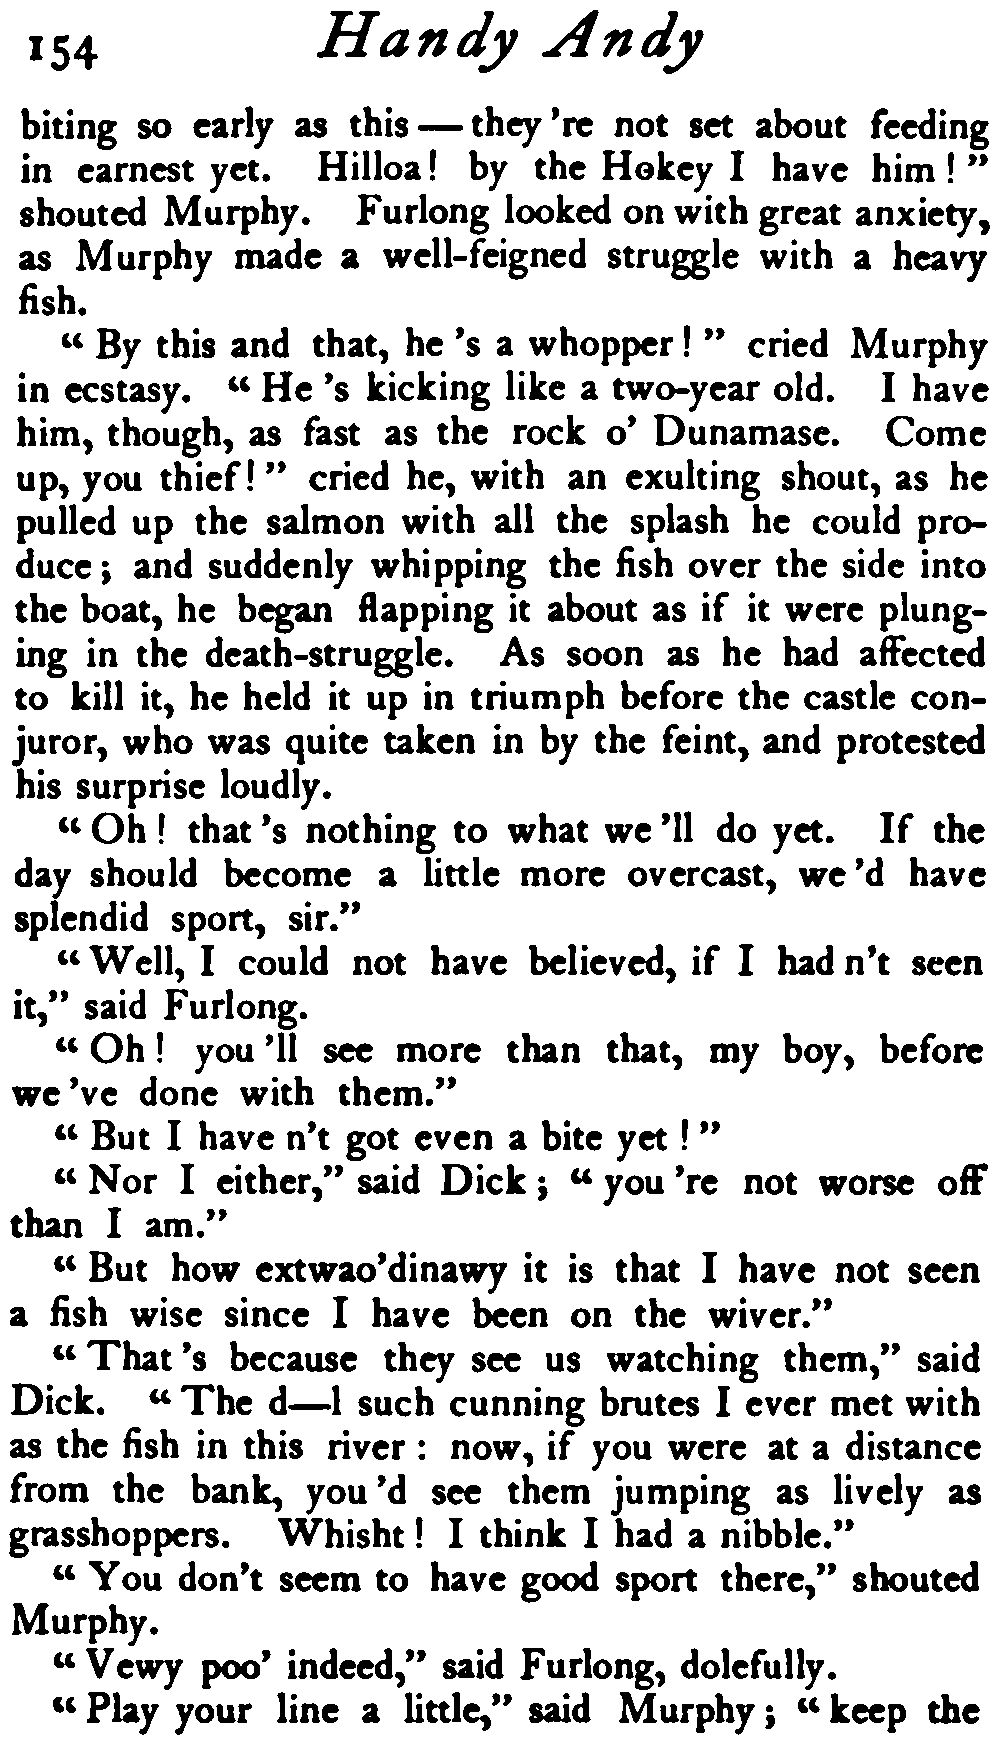 154 Handy Andy
biting so early as this — they 're not set about feeding
in earnest yet. Hilloa! by the Hokey I have him ! "
shouted Murphy. Furlong looked on with great anxiety,
as Murphy made a well-feigned struggle with a heavy
fish.
" By this and that, he 's a whopper ! " cried Murphy
in ecstasy. " He 's kicking like a two-year old. I have
him, though, as fast as the rock o' Dunamase. Come
up, you thief ! " cried he, with an exulting shout, as he
pulled up the salmon with all the splash he could pro-
duce ; and suddenly whipping the fish over the side into
the boat, he began flapping it about as if it were plung-
ing in the death-struggle. As soon as he had affected
to kill it, he held it up in triumph before the castle con-
juror, who was quite taken in by the feint, and protested
his surprise loudly.
" Oh ! that 's nothing to what we 'll do yet. If the
day should become a little more overcast, we 'd have
splendid sport, sir."
" Well, I could not have believed, if I had n't seen
it," said Furlong.
" Oh ! you 'll see more than that, my boy, before
we 've done with them."
" But I have n't got even a bite yet ! "
" Nor I either," said Dick ; " you 're not worse off
than I am."
" But how extwao'dinawy it is that I have not seen
a fish wise since I have been on the wiver."
" That 's because they see us watching them," said
Dick. " The d—l such cunning brutes I ever met with
as the fish in this river : now, if you were at a distance
from the bank, you 'd see them jumping as lively as
grasshoppers. Whisht ! I think I had a nibble."
" You don't seem to have good sport there," shouted
Murphy.
" Vewy poo' indeed," said Furlong, dolefully.
" Play your line a little," said Murphy ; " keep the